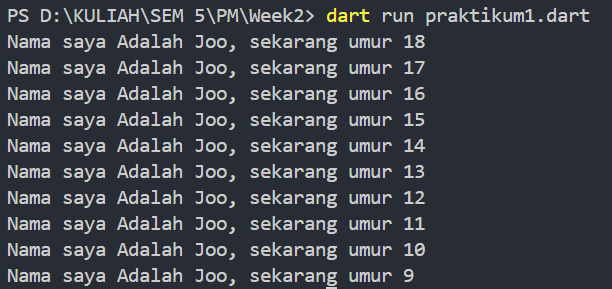 PS D:\KULIAH\SEM 5\PM\Week2> dart run praktikum1.dart
Nama saya Adalah Joo, sekarang umur 18
Nama saya Adalah Joo, sekarang umur 17
Nama saya Adalah Joo, sekarang umur 16
Nama saya Adalah Joo, sekarang umur 15
Nama saya Adalah Joo, sekarang umur 14
Nama saya Adalah Joo, sekarang umur 13
Nama saya Adalah Joo, sekarang umur 12
Nama saya Adalah Joo, sekarang umur 11
Nama saya Adalah Joo, sekarang umur 10
Nama saya Adalah Joo, sekarang umur 9